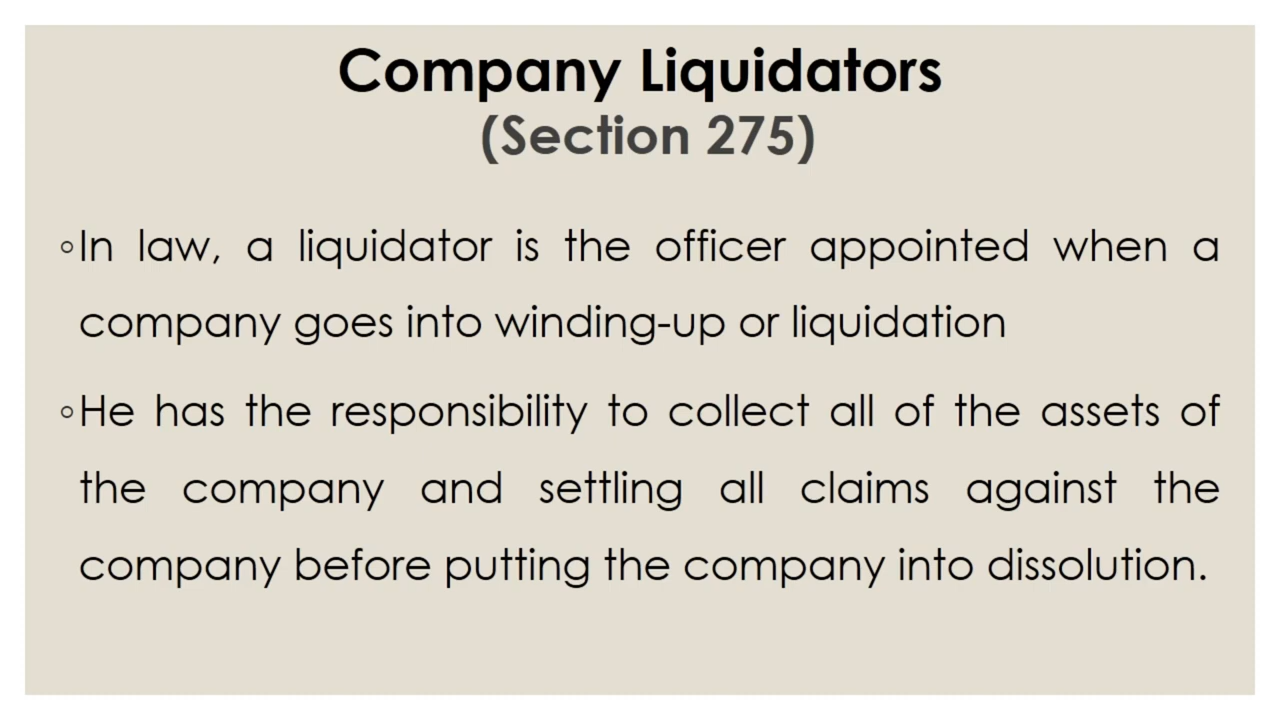 Company Liquidators
(Section 275)
◦In law, a liquidator is the officer appointed when a
company goes into winding-up or liquidation
◦He has the responsibility to collect all of the assets of
the company and settling all claims against the
company before putting the company into dissolution.